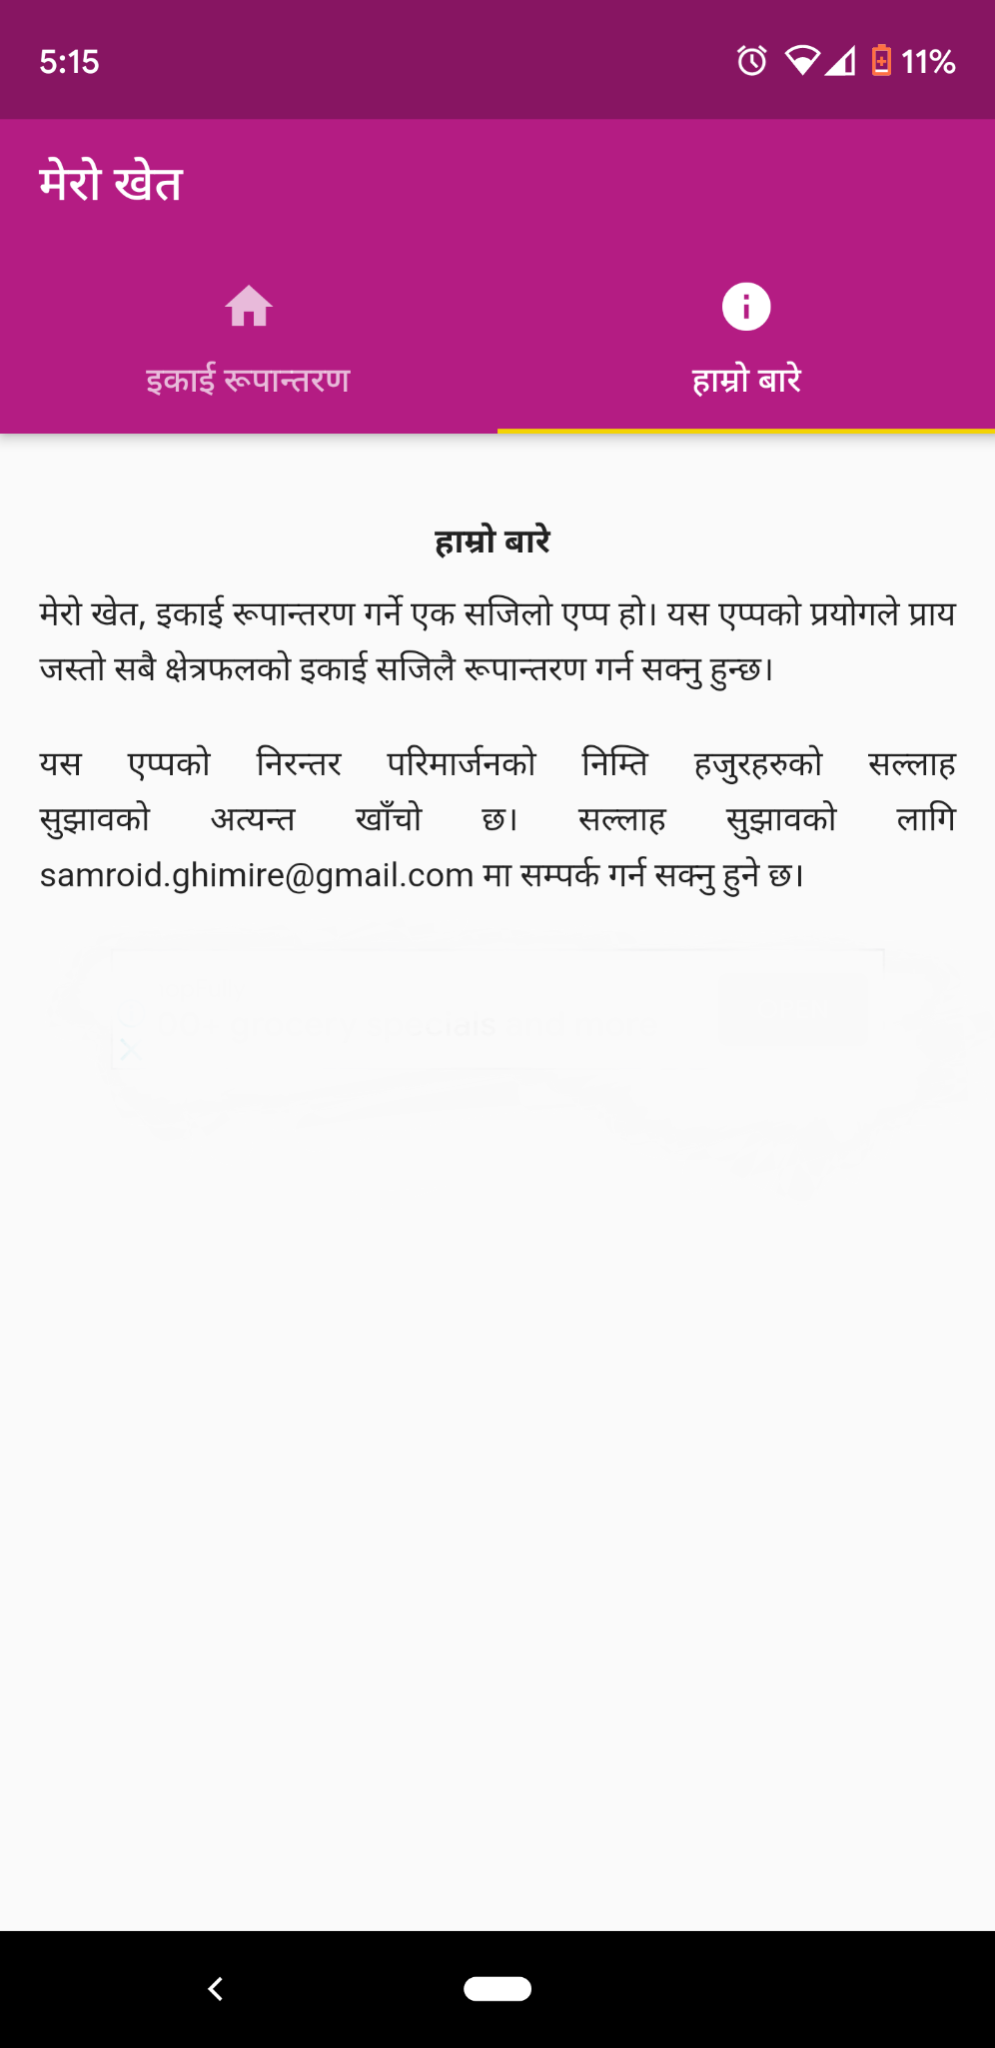 5:15
11%
मेरो खेत
इकाई रूपान्तरण
हाम्रो बारे
हाम्रो बारे
मेरो खेत, इकाई रूपान्तरण गर्ने एक सजिलो एप्प हो। यस एप्पको प्रयोगले प्राय
जस्तो सबै क्षेत्रफलको इकाई सजिलै रूपान्तरण गर्न सक्नु हुन्छ।
यस एप्पको निरन्तर परिमार्जनको निम्ति हजुरहरुको सल्लाह
सुझावको अत्यन्त खाँचो छ। सल्लाह सुझावको लागि
samroid.ghimire@gmail.com मा सम्पर्क गर्न सक्नु हुने छ।